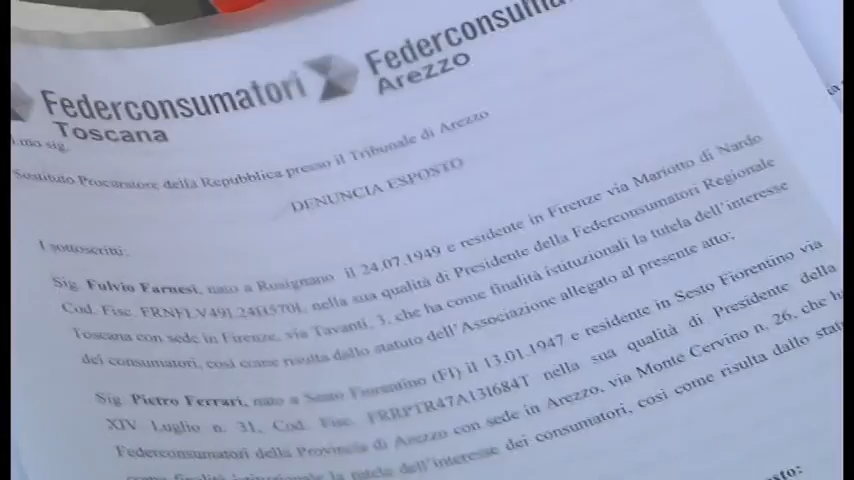 Federconsumatori
Toscana
Federconsumatori
Arezzo
sig.
Sostituto Procuratore della Repubblica presso il Tribunale di Arezzo
DENUNCIA ESPOSTO
I sottoscritti:
Sig. Fulvio Farnesi, nato a Rosignano il 24.07.1949 e residente in Firenze via Mariotto di Nardo
Cod. Fisc. nella sua qualità di Presidente della Federconsumatori Regionale
Toscana con sede in Firenze, via Tavanti, 3, che ha come finalità istituzionali la tutela dell'interesse
dei consumatori, così come risulta dallo statuto dell'Associazione allegato al presente atto;
Sig. Pietro Ferrari, nato a Sesto Fiorentino (FI) il 13.01.1947 e residente in Sesto Fiorentino via
XIV Luglio n. 31, Cod. Fisc. FRRPTR47A13I684T nella sua qualità di Presidente della
Federconsumatori della Provincia di Arezzo con sede in Arezzo, via Monte Cervino n. 26, che ha
come finalità istituzionale la tutela dell'interesse dei consumatori, così come risulta dallo